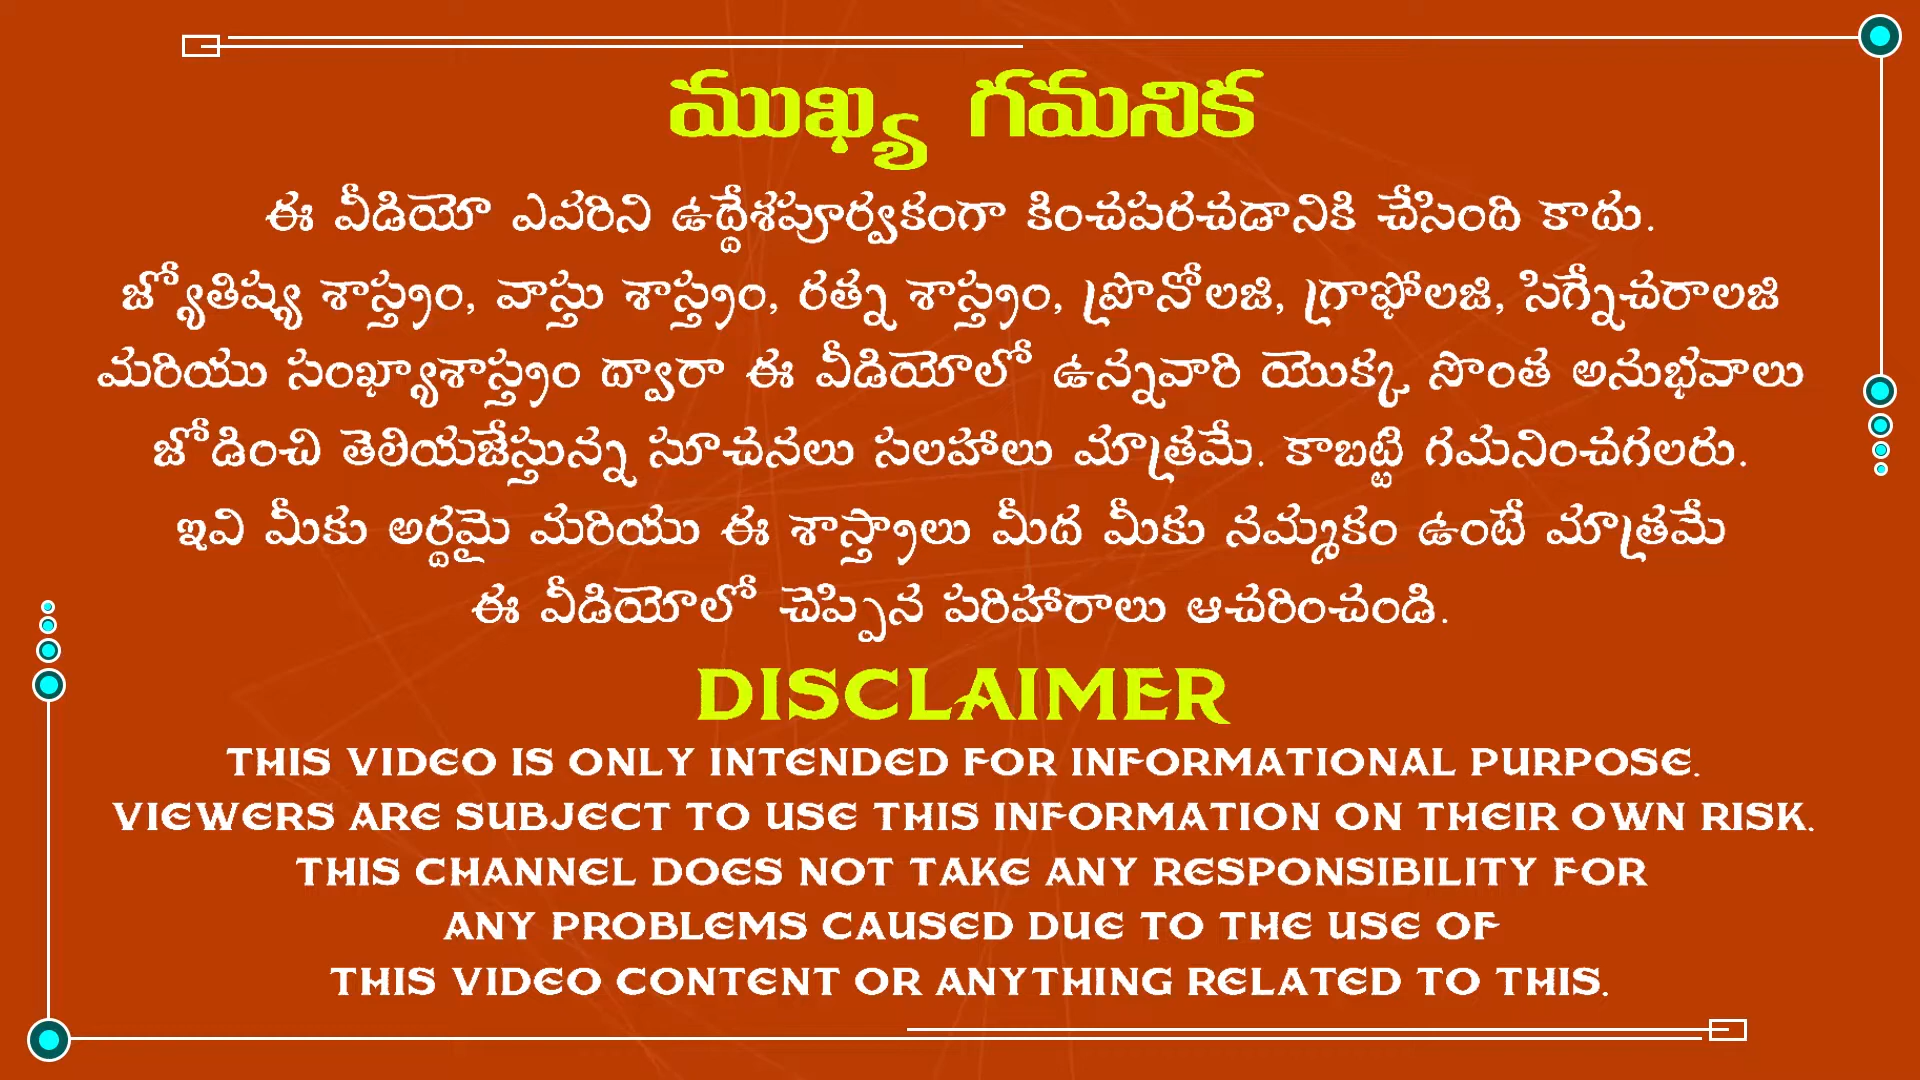 ముఖ్య గమనిక
ఈ వీడియో ఎవరిని ఉద్దేశపూర్వకంగా కించపరచడానికి చేసింది కాదు.
జ్యోతిష్య శాస్త్రం, వాస్తు శాస్త్రం, రత్న శాస్త్రం, ప్రొనోలజి, గ్రాఫోలజి, సిగ్నేచరాలజి
మరియు సంఖ్యాశాస్త్రం ద్వారా ఈ వీడియోలో ఉన్నవారి యొక్క సొంత అనుభవాలు
జోడించి తెలియజేస్తున్న సూచనలు సలహాలు మాత్రమే. కాబట్టి గమనించగలరు.
ఇవి మీకు అర్థమై మరియు ఈ శాస్త్రాలు మీద మీకు నమ్మకం ఉంటే మాత్రమే
ఈ వీడియోలో చెప్పిన పరిహారాలు ఆచరించండి.
DISCLAIMER
THIS VIDEO IS ONLY INTENDED FOR INFORMATIONAL PURPOSE.
VIEWERS ARE SUBJECT TO USE THIS INFORMATION ON THEIR OWN RISK.
THIS CHANNEL DOES NOT TAKE ANY RESPONSIBILITY FOR
ANY PROBLEMS CAUSED DUE TO THE USE OF
THIS VIDEO CONTENT OR ANYTHING RELATED TO THIS.